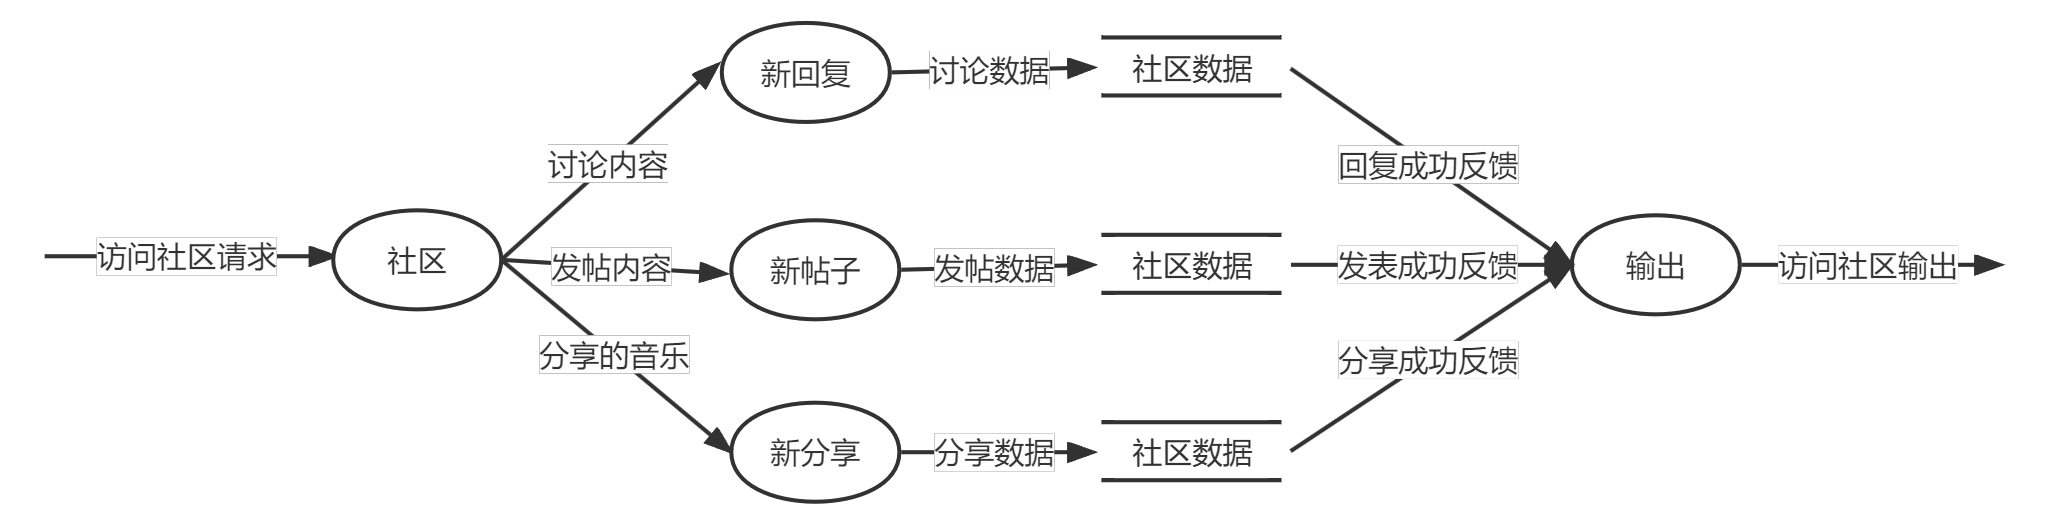 新回复
讨论数据
社区数据
讨论内容
回复成功反馈
访问社区请求
社区
发帖内容
新帖子
发帖数据
社区数据
发表成功反馈
输出
访问社区输出
分享的音乐
分享成功反馈
新分享
分享数据
社区数据